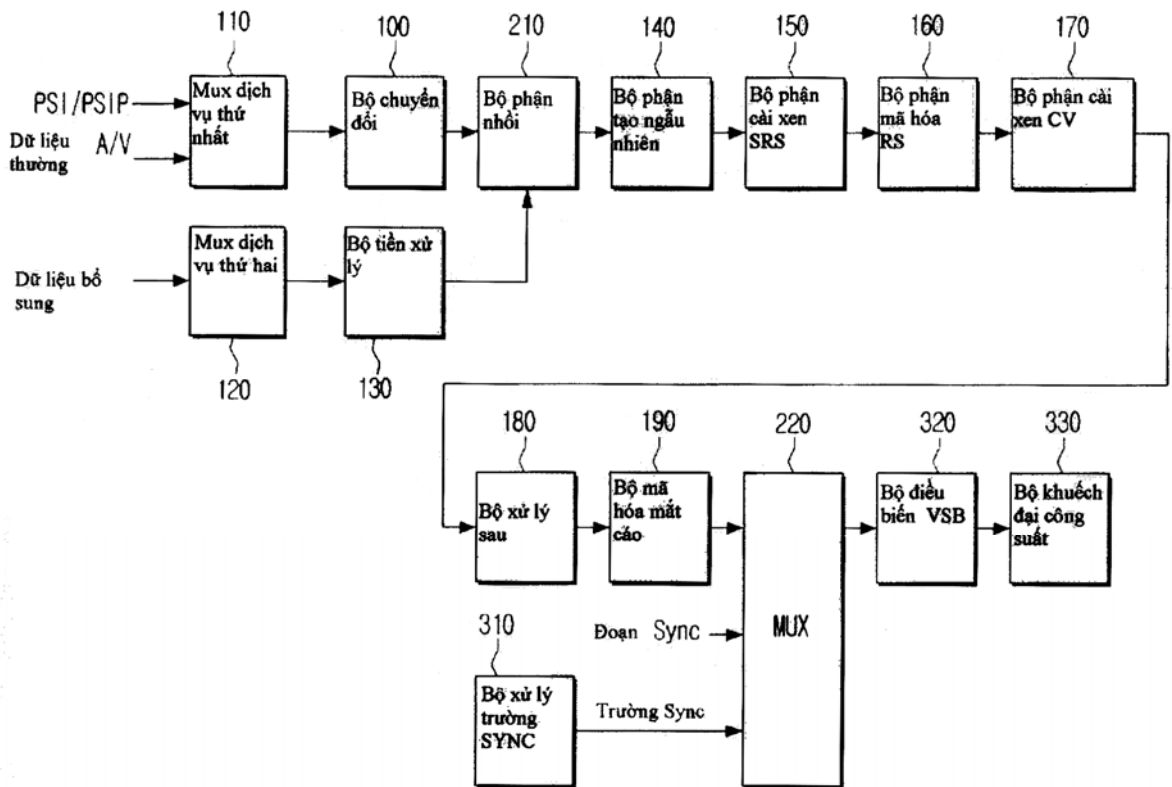 110
100
210
140
150
160
170
PSI/PSIP
Dữ liệu
thường
A/V
Mux dịch
vụ thứ
nhất
Bộ chuyển
đổi
Bộ phận
nhồi
Bộ phận
tạo ngẫu
nhiên
Bộ phận
cài xen
SRS
Bộ phận
mã hóa
RS
Bộ phận cài
xen CV
Dữ liệu bổ
sung
Mux dịch
vụ thứ hai
Bộ tiền xử
lý
120
130
180
190
220
320
330
Bộ xử lý
sau
Bộ mã
hóa mắt
cáo
MUX
Bộ điều
biến VSB
Bộ khuếch
đại công
suất
Đoạn Sync
310
Bộ xử lý
trường
SYNC
Trường Sync